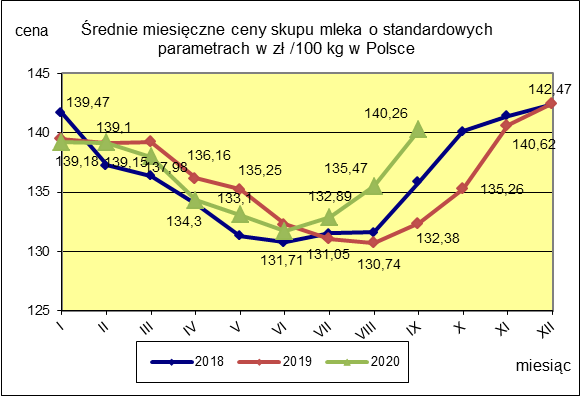 cena
Średnie miesięczne ceny skupu mleka o standardowych
parametrach w zł /100 kg w Polsce
145
140
135
130
125
139,47
139,1
139,18
139,15
137,98
136,16
134,3
133,1
135,25
131,71
131,05
132,89
135,47
130,74
140,26
132,38
135,26
140,62
142,47
I
II
III
IV
V
VI
VII
VIII
IX
X
XI
XII
2018
2019
2020
miesiąc